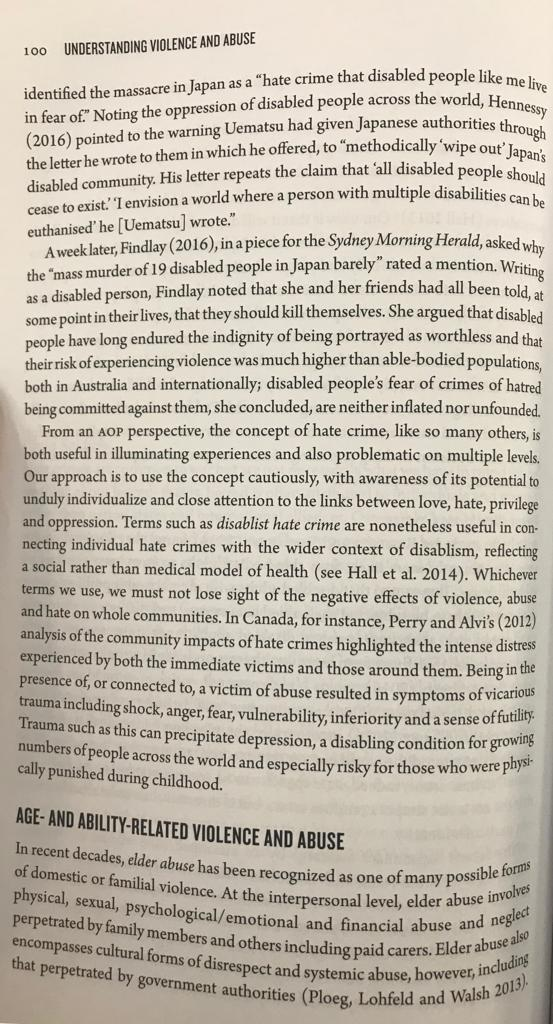 100 UNDERSTANDING VIOLENCE AND ABUSE
identified the massacre in Japan as a “hate crime that disabled people like me live
in fear of.” Noting the oppression of disabled people across the world, Hennessy
(2016) pointed to the warning Uematsu had given Japanese authorities through
the letter he wrote to them in which he offered, to “methodically ‘wipe out’ Japan’s
disabled community. His letter repeats the claim that ‘all disabled people should
cease to exist.’ ‘I envision a world where a person with multiple disabilities can be
euthanised’ he [Uematsu] wrote.”
A week later, Findlay (2016), in a piece for the Sydney Morning Herald, asked why
the “mass murder of 19 disabled people in Japan barely” rated a mention. Writing
as a disabled person, Findlay noted that she and her friends had all been told, at
some point in their lives, that they should kill themselves. She argued that disabled
people have long endured the indignity of being portrayed as worthless and that
their risk of experiencing violence was much higher than able-bodied populations,
both in Australia and internationally; disabled people’s fear of crimes of hatred
being committed against them, she concluded, are neither inflated nor unfounded.
From an AOP perspective, the concept of hate crime, like so many others, is
both useful in illuminating experiences and also problematic on multiple levels.
Our approach is to use the concept cautiously, with awareness of its potential to
unduly individualize and close attention to the links between love, hate, privilege
and oppression. Terms such as disablist hate crime are nonetheless useful in con-
necting individual hate crimes with the wider context of disablism, reflecting
a social rather than medical model of health (see Hall et al. 2014). Whichever
terms we use, we must not lose sight of the negative effects of violence, abuse
and hate on whole communities. In Canada, for instance, Perry and Alvi’s (2012)
analysis of the community impacts of hate crimes highlighted the intense distress
experienced by both the immediate victims and those around them. Being in the
presence of, or connected to, a victim of abuse resulted in symptoms of vicarious
trauma including shock, anger, fear, vulnerability, inferiority and a sense of futility.
Trauma such as this can precipitate depression, a disabling condition for growing
numbers of people across the world and especially risky for those who were physi-
cally punished during childhood.
AGE- AND ABILITY-RELATED VIOLENCE AND ABUSE
In recent decades, elder abuse has been recognized as one of many possible forms
of domestic or familial violence. At the interpersonal level, elder abuse involves
physical, sexual, psychological/emotional and financial abuse and neglect
perpetrated by family members and others including paid carers. Elder abuse also
encompasses cultural forms of disrespect and systemic abuse, however, including
that perpetrated by government authorities (Ploeg, Lohfeld and Walsh 2013).